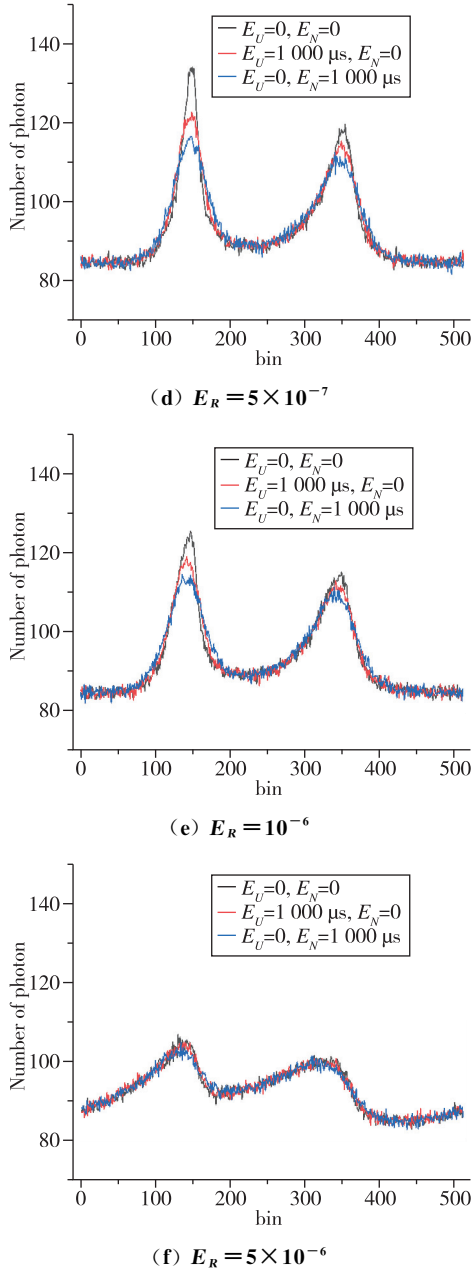 140
120
100
80
Number of photon
E_U=0, E_N=0
E_U=1 000 μs, E_N=0
E_U=0, E_N=1 000 μs
0 100 200 300 400 500
bin
(d) E_R=5×10⁻⁷
140
120
100
80
Number of photon
E_U=0, E_N=0
E_U=1 000 μs, E_N=0
E_U=0, E_N=1 000 μs
0 100 200 300 400 500
bin
(e) E_R=10⁻⁶
140
120
100
80
Number of photon
E_U=0, E_N=0
E_U=1 000 μs, E_N=0
E_U=0, E_N=1 000 μs
0 100 200 300 400 500
bin
(f) E_R=5×10⁻⁶